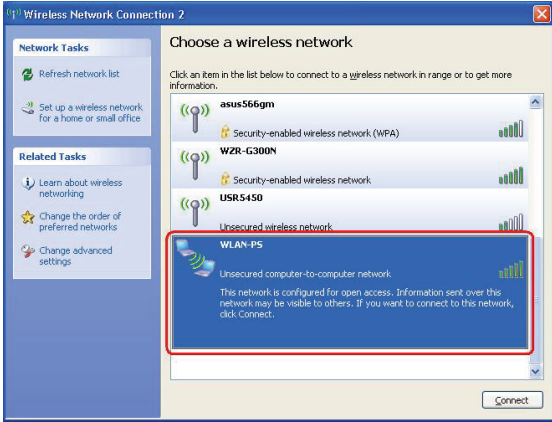 Wireless Network Connection 2
Network Tasks
Refresh network list
Set up a wireless network
for a home or small office
Related Tasks
Learn about wireless
networking
Change the order of
preferred networks
Change advanced
settings
Choose a wireless network
Click an item in the list below to connect to a wireless network in range or to get more
information.
asus566gm
Security-enabled wireless network (WPA)
WZR-G300N
Security-enabled wireless network
USR5450
Unsecured wireless network
WLAN-PS
Unsecured computer-to-computer network
This network is configured for open access. Information sent over this
network may be visible to others. If you want to connect to this network,
click Connect.
Connect